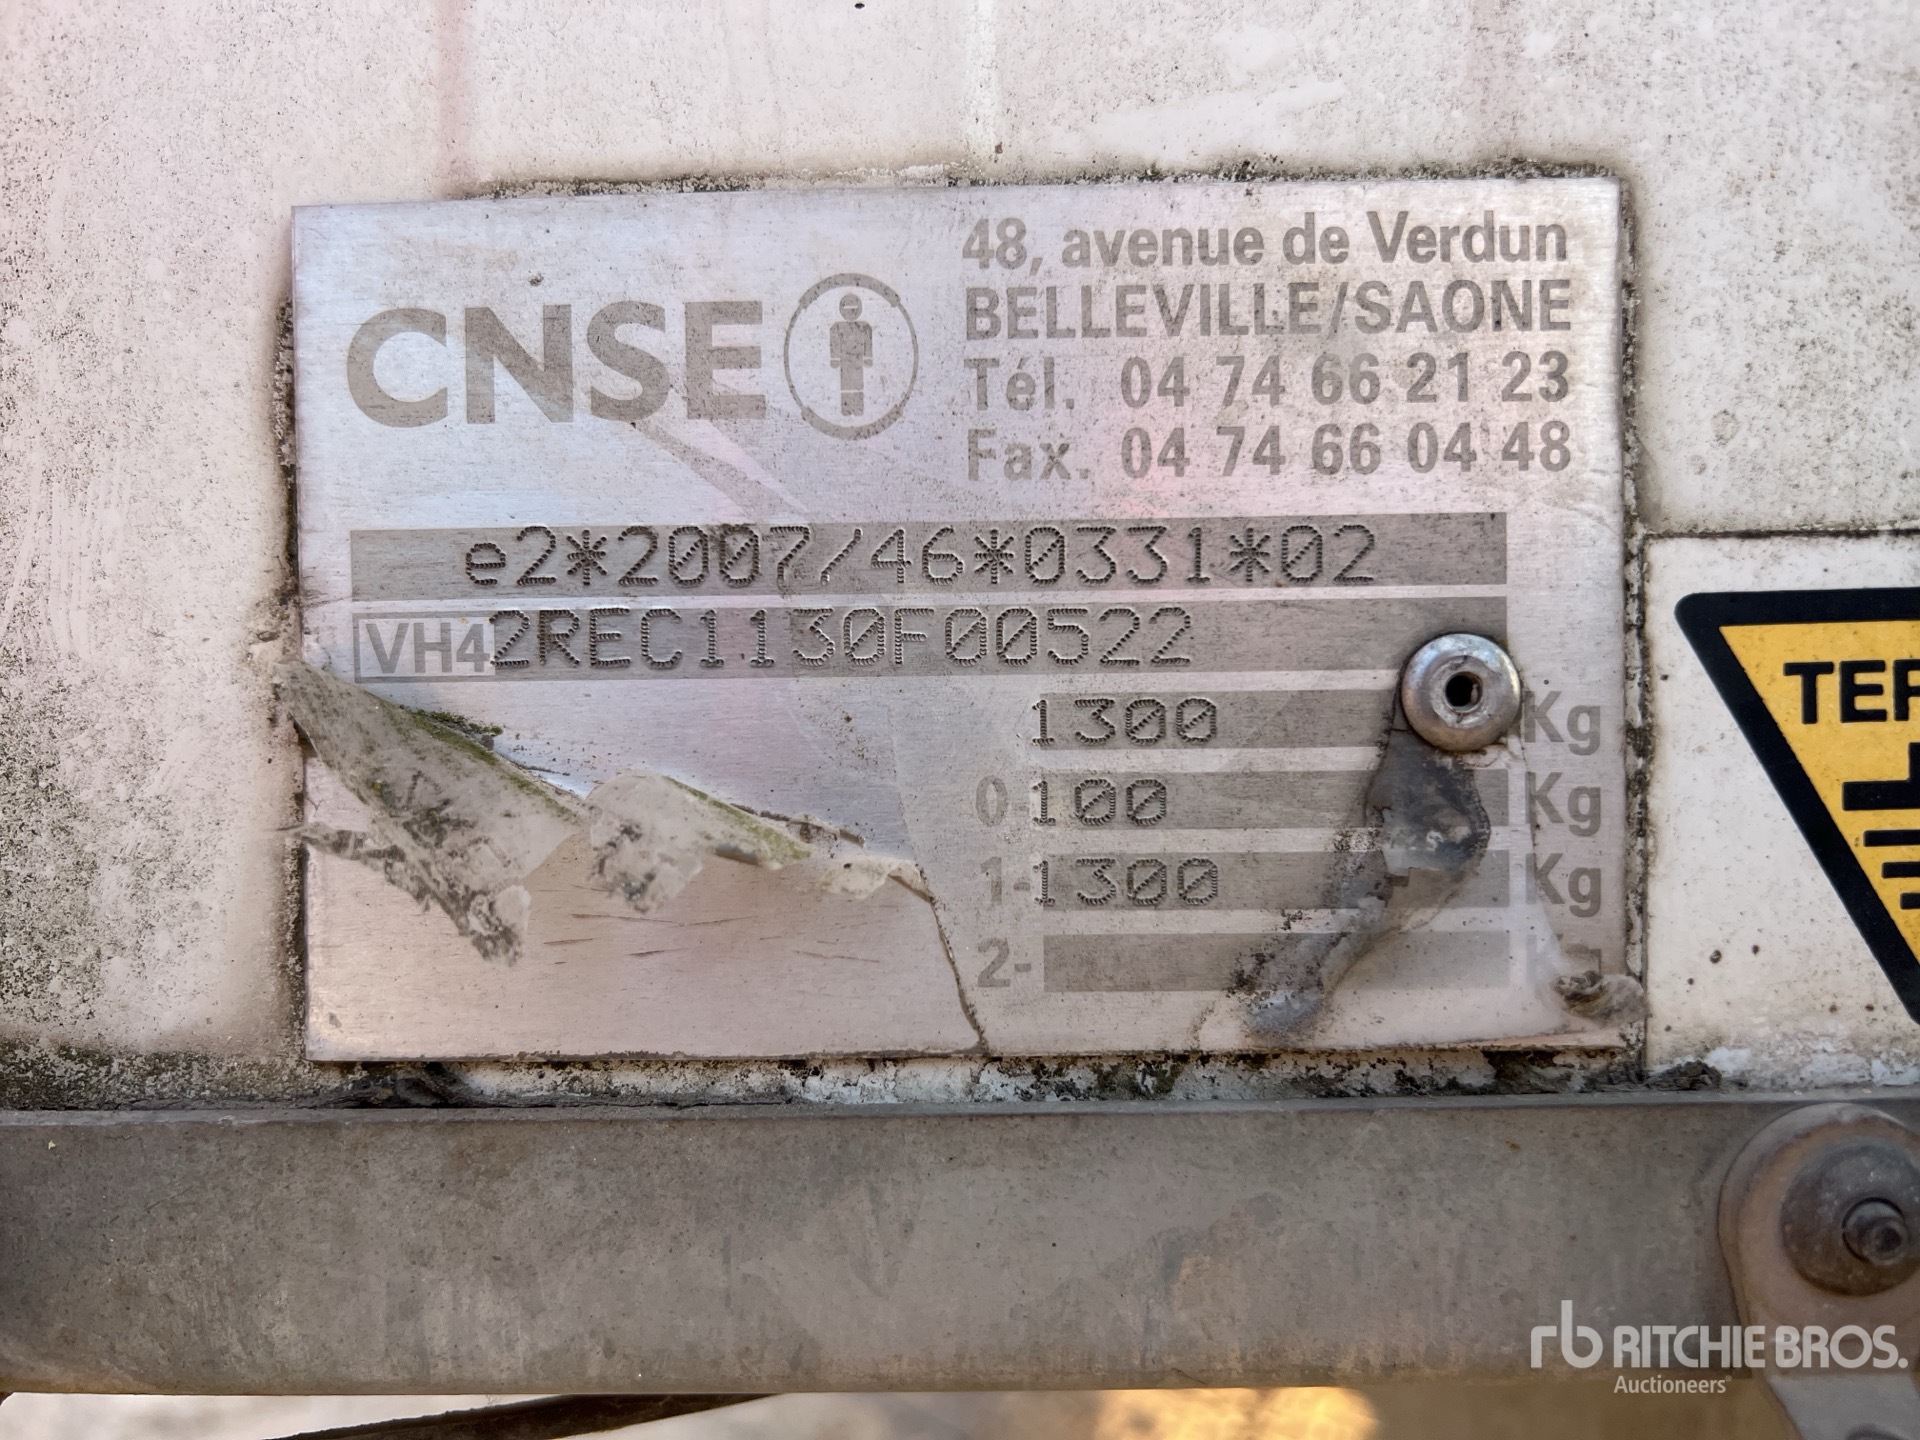 CNSE
48, avenue de Verdun
BELLEVILLE/SAONE
Tél. 04 74 66 21 23
Fax. 04 74 66 04 48
e2*2007/46*0331*02
VH42REC1130F00522
1300 Kg
0-100 Kg
1-1300 Kg
2-
TER
rb RITCHIE BROS.
Auctioneers